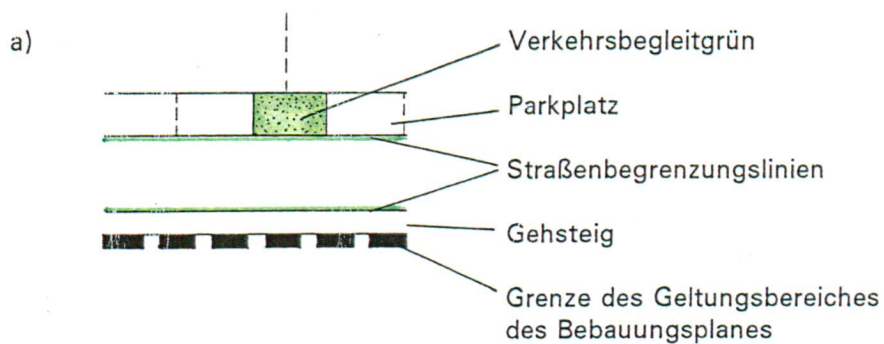 a)
Verkehrsbegleitgrün
Parkplatz
Straßenbegrenzungslinien
Gehsteig
Grenze des Geltungsbereiches
des Bebauungsplanes